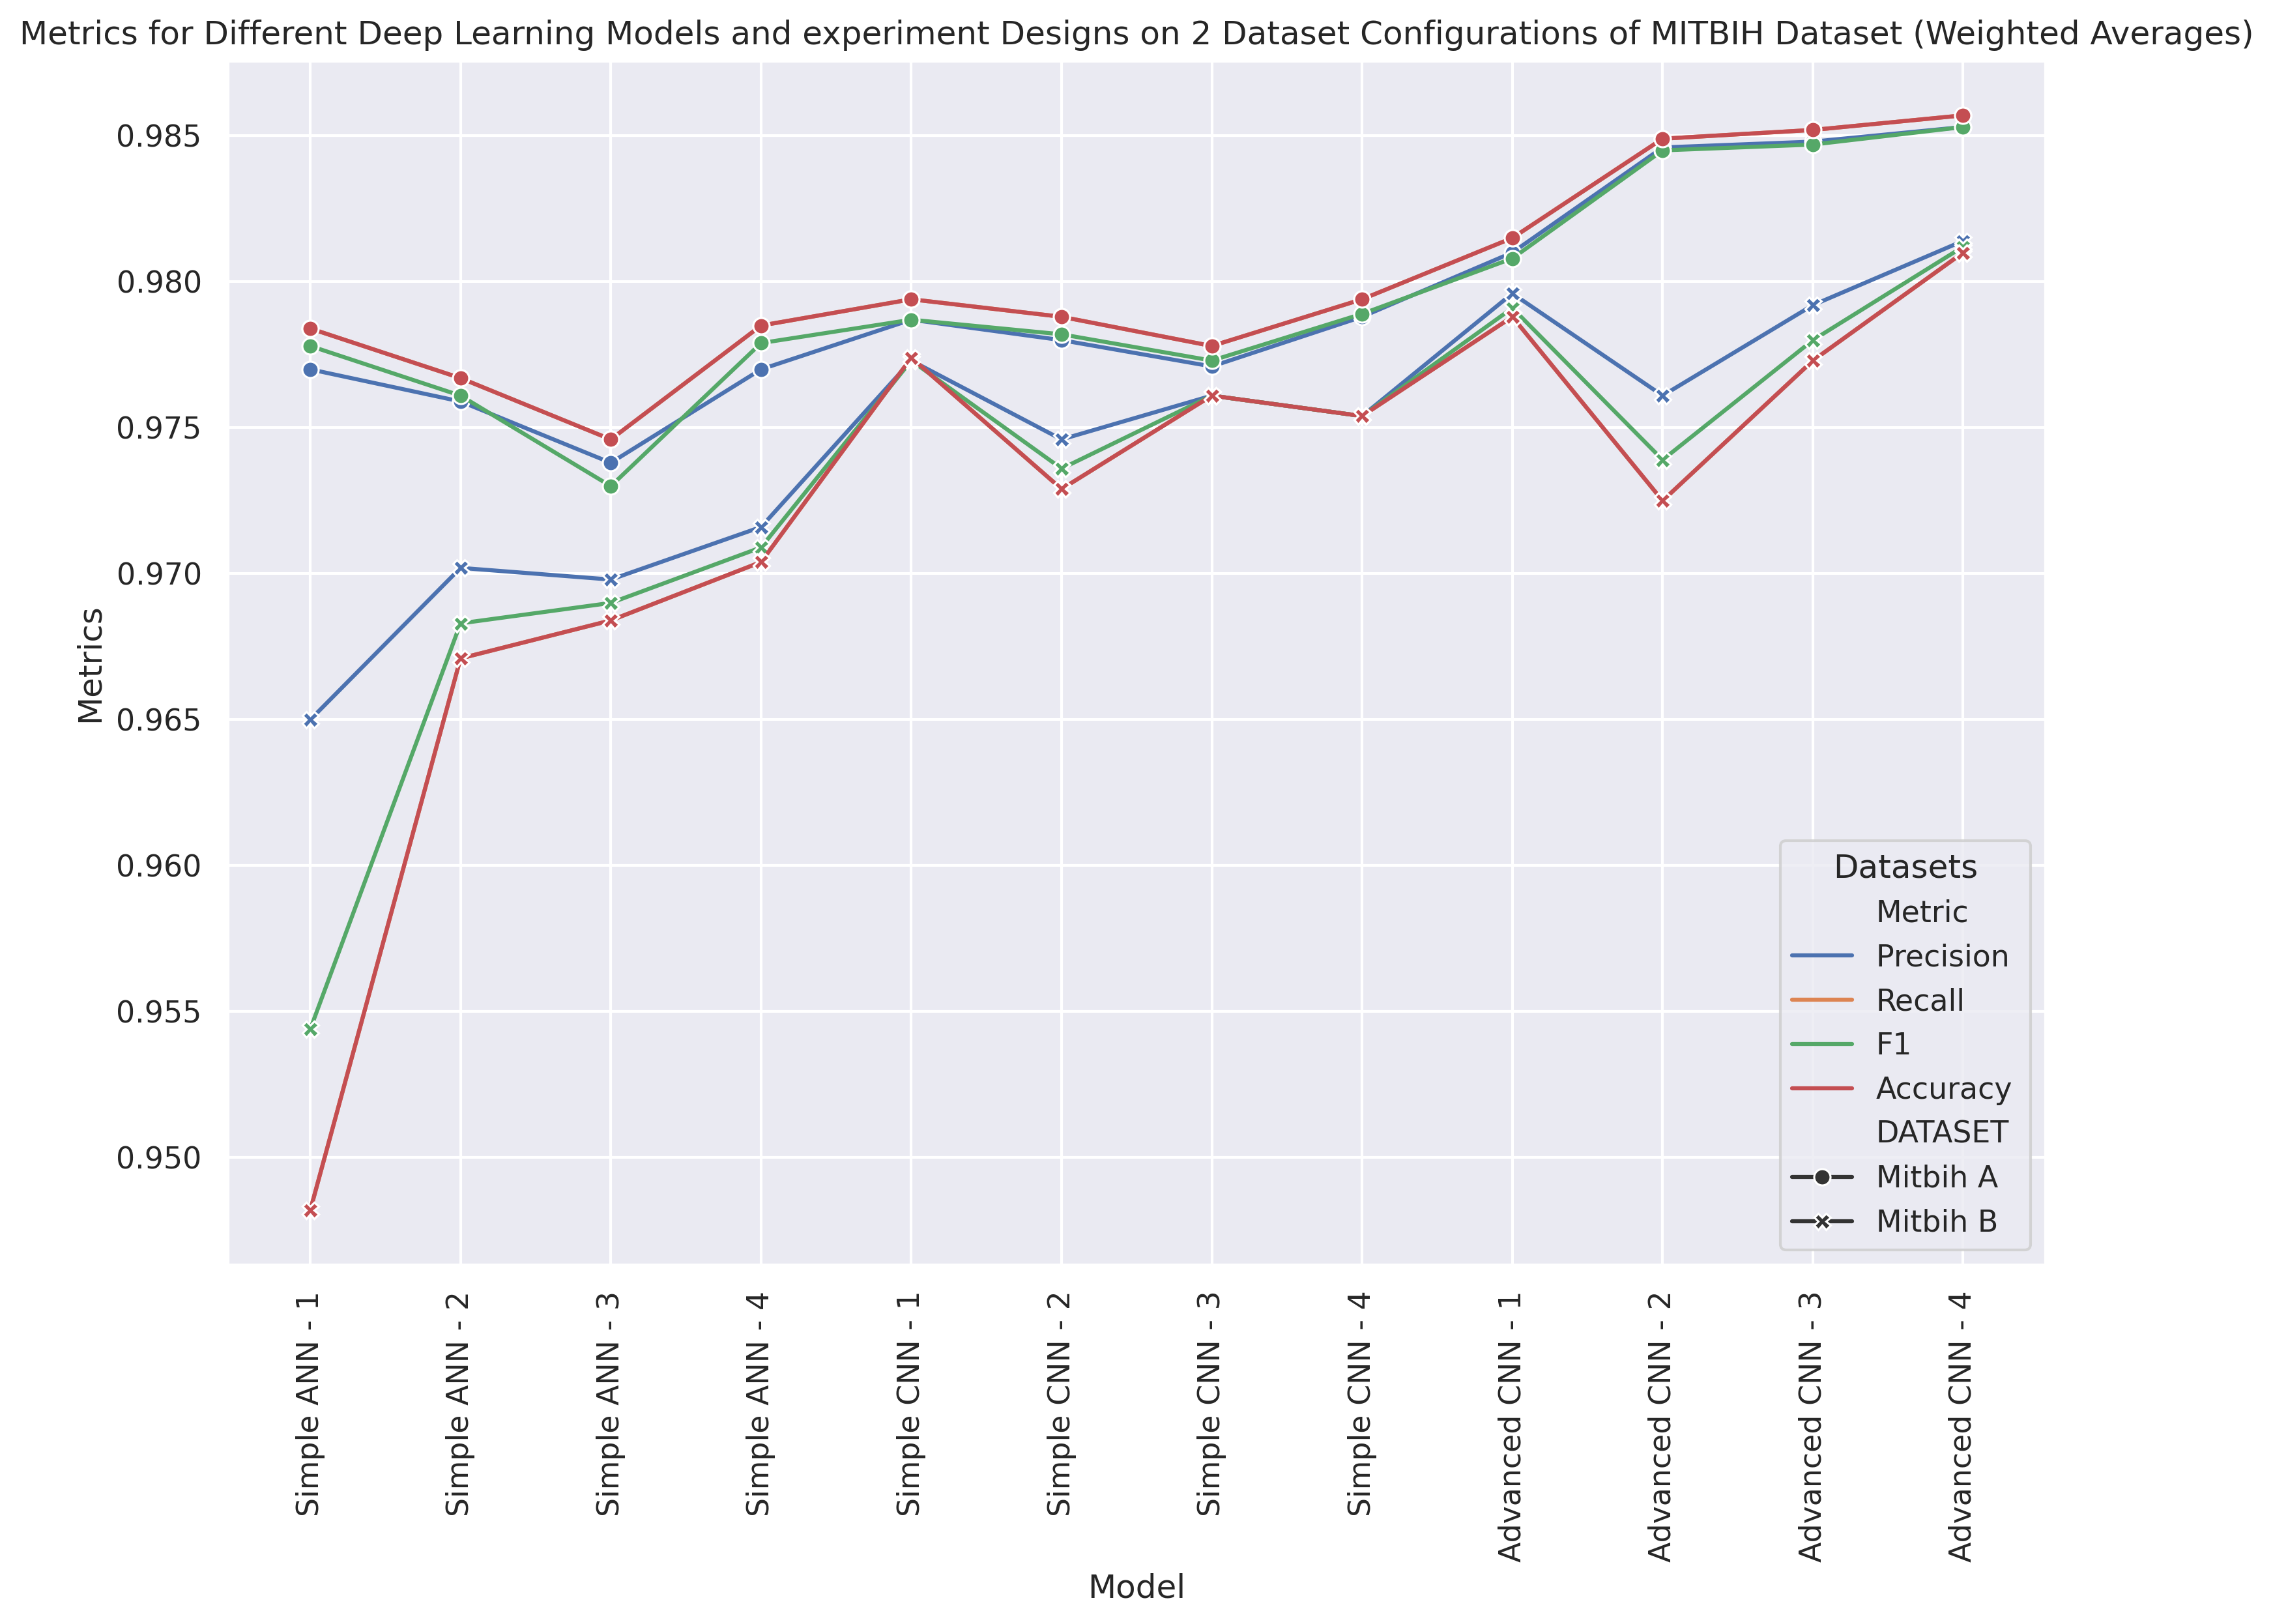 Metrics for Different Deep Learning Models and experiment Designs on 2 Dataset Configurations of MITBIH Dataset (Weighted Averages)
0.985
0.980
0.975
0.970
0.965
0.960
0.955
0.950
Metrics
Datasets
Metric
Precision
Recall
F1
Accuracy
DATASET
Mitbih A
Mitbih B
Simple ANN - 1
Simple ANN - 2
Simple ANN - 3
Simple ANN - 4
Simple CNN - 1
Simple CNN - 2
Simple CNN - 3
Simple CNN - 4
Advanced CNN - 1
Advanced CNN - 2
Advanced CNN - 3
Advanced CNN - 4
Model